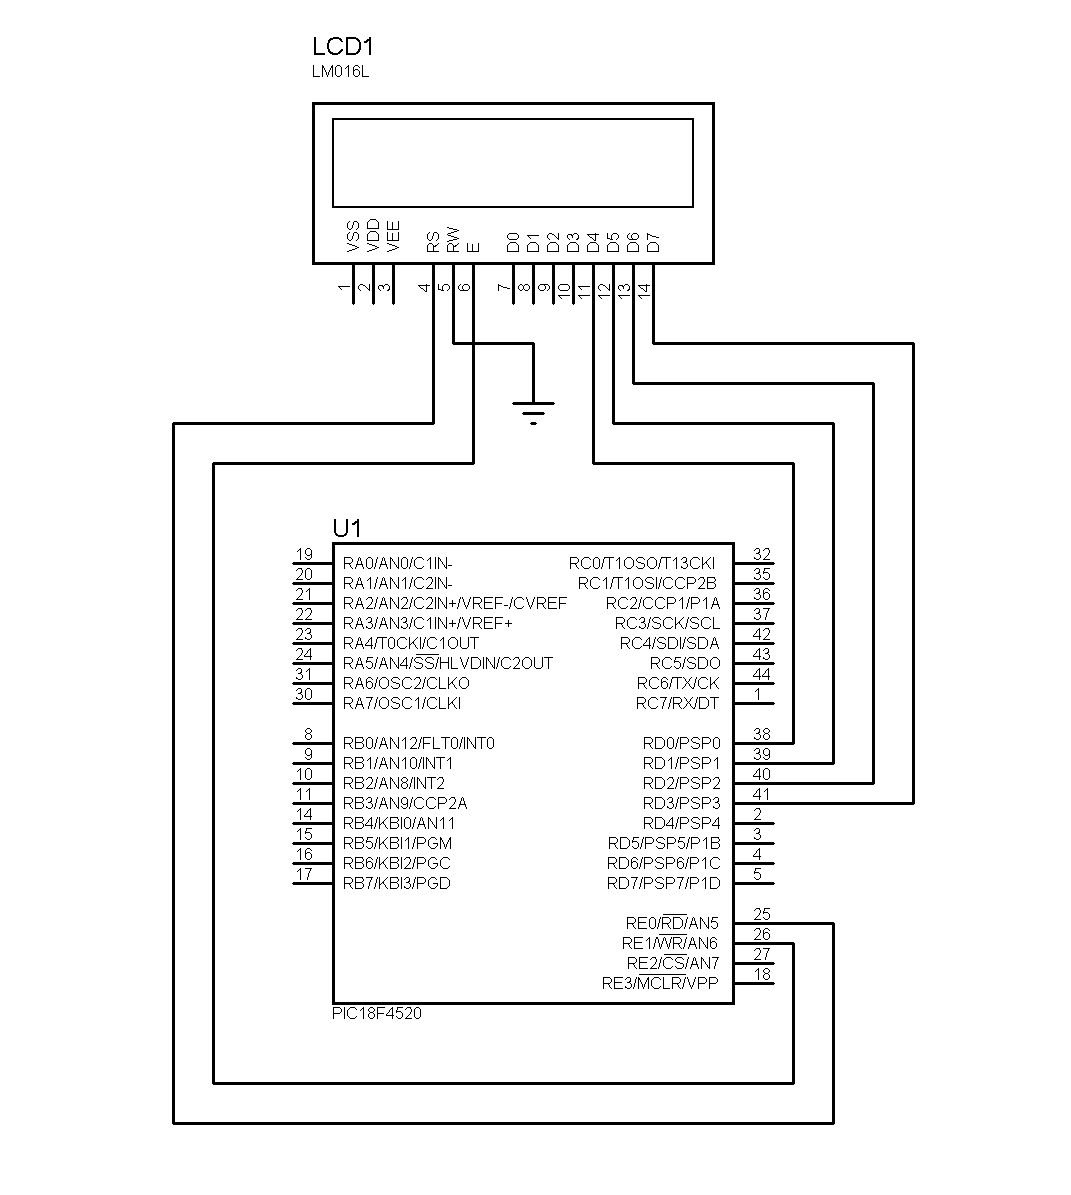 LCD1
LM016L
VSS VDD VEE RS RW E D0 D1 D2 D3 D4 D5 D6 D7
1 2 3 4 5 6 7 8 9 10 11 12 13 14
U1
19 RA0/AN0/C1IN- RC0/T1OSO/T13CKI 32
20 RA1/AN1/C2IN- RC1/T1OSI/CCP2B 35
21 RA2/AN2/C2IN+/VREF-/CVREF RC2/CCP1/P1A 36
22 RA3/AN3/C1IN+/VREF+ RC3/SCK/SCL 37
23 RA4/T0CKI/C1OUT RC4/SDI/SDA 42
24 RA5/AN4/SS/HLVDIN/C2OUT RC5/SDO 43
31 RA6/OSC2/CLKO RC6/TX/CK 44
30 RA7/OSC1/CLKI RC7/RX/DT 1
8 RB0/AN12/FLT0/INT0 RD0/PSP0 38
9 RB1/AN10/INT1 RD1/PSP1 39
10 RB2/AN8/INT2 RD2/PSP2 40
11 RB3/AN9/CCP2A RD3/PSP3 41
14 RB4/KBI0/AN11 RD4/PSP4 2
15 RB5/KBI1/PGM RD5/PSP5/P1B 3
16 RB6/KBI2/PGC RD6/PSP6/P1C 4
17 RB7/KBI3/PGD RD7/PSP7/P1D 5
RE0/RD/AN5 25
RE1/WR/AN6 26
RE2/CS/AN7 27
RE3/MCLR/VPP 18
PIC18F4520